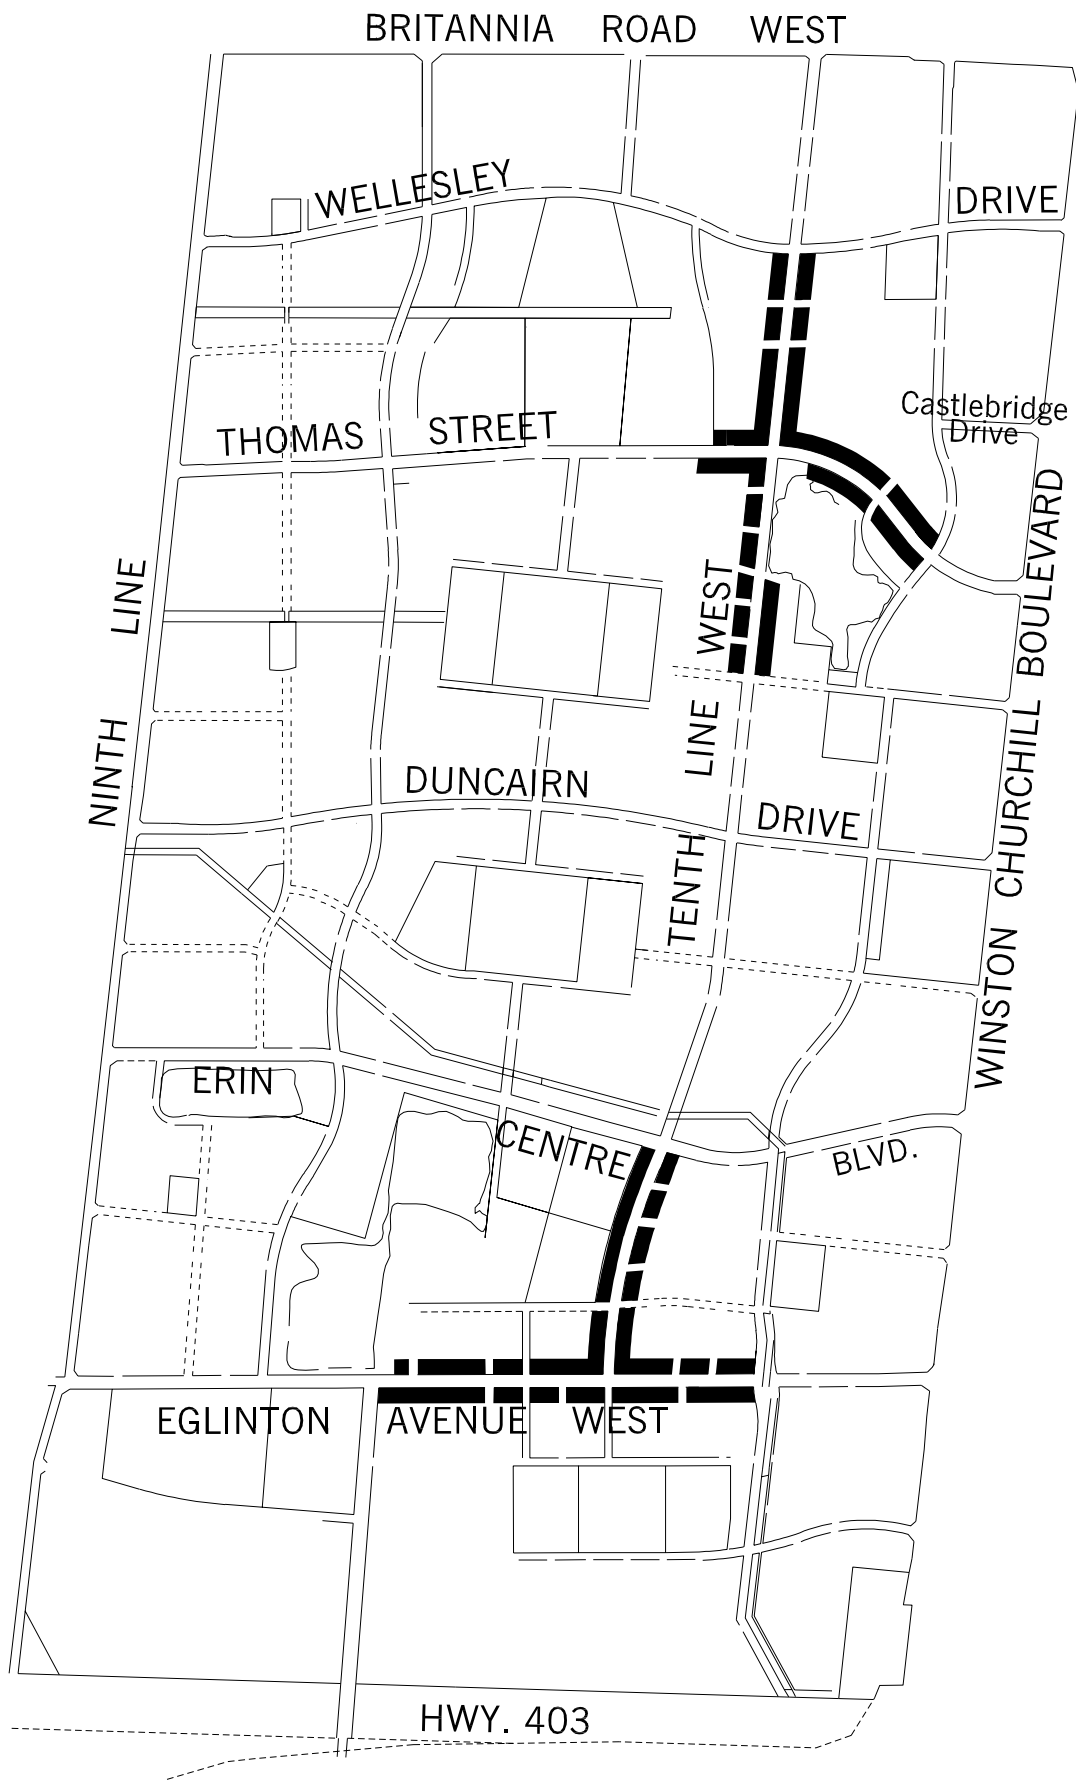 BRITANNIA ROAD WEST
WELLESLEY DRIVE
Castlebridge
Drive
THOMAS STREET
NINTH LINE
TENTH LINE WEST
WINSTON CHURCHILL BOULEVARD
DUNCAIRN DRIVE
ERIN CENTRE BLVD.
EGLINTON AVENUE WEST
HWY. 403